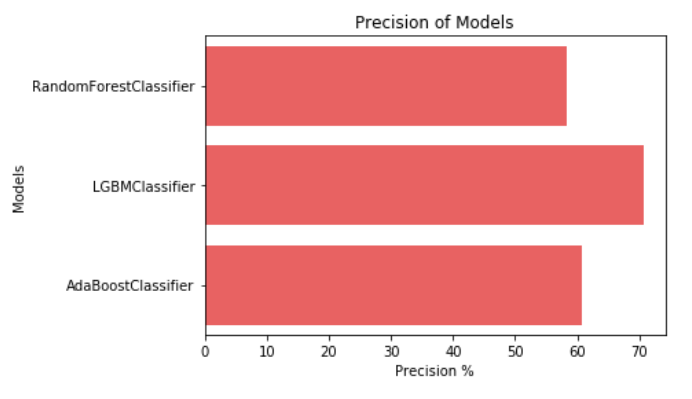 Precision of Models
RandomForestClassifier
LGBMClassifier
AdaBoostClassifier
Models
0 10 20 30 40 50 60 70
Precision %